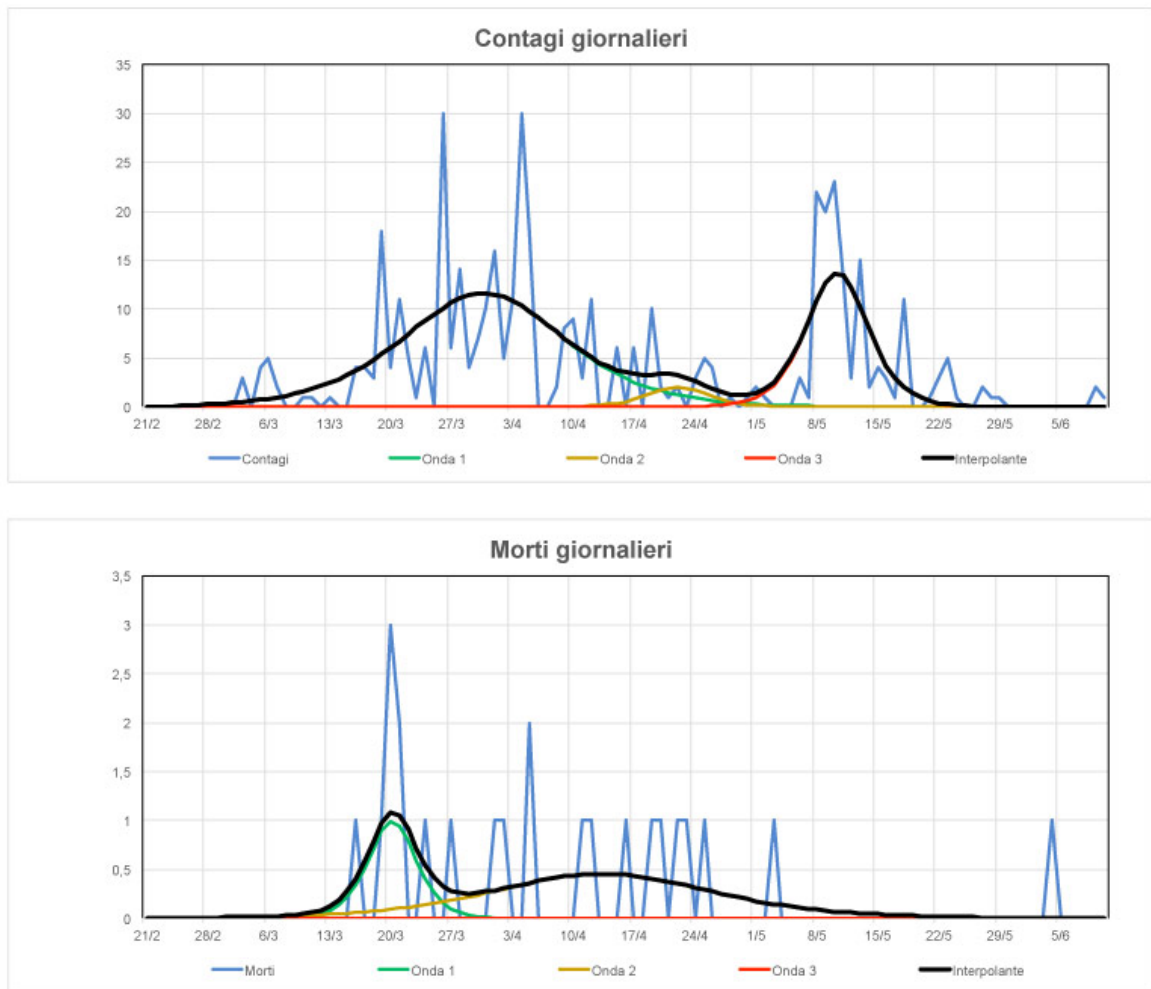 Contagi giornalieri
35
30
25
20
15
10
5
0
21/2 28/2 6/3 13/3 20/3 27/3 3/4 10/4 17/4 24/4 1/5 8/5 15/5 22/5 29/5 5/6
Contagi Onda 1 Onda 2 Onda 3 Interpolante
Morti giornalieri
3,5
3
2,5
2
1,5
1
0,5
0
21/2 28/2 6/3 13/3 20/3 27/3 3/4 10/4 17/4 24/4 1/5 8/5 15/5 22/5 29/5 5/6
Morti Onda 1 Onda 2 Onda 3 Interpolante